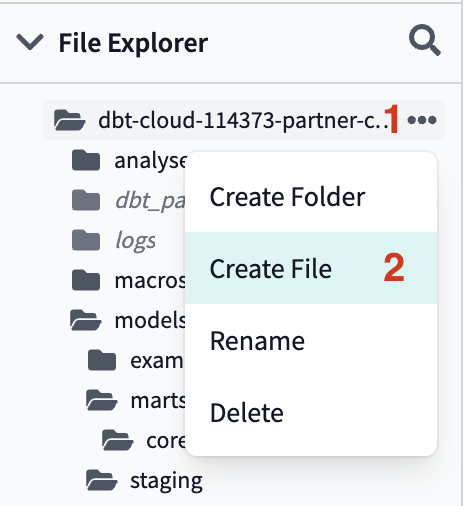 File Explorer
dbt-cloud-114373-partner-c… 1 •••
analyse
dbt_pa
logs
macros
models
exam
marts
core
staging
Create Folder
Create File 2
Rename
Delete